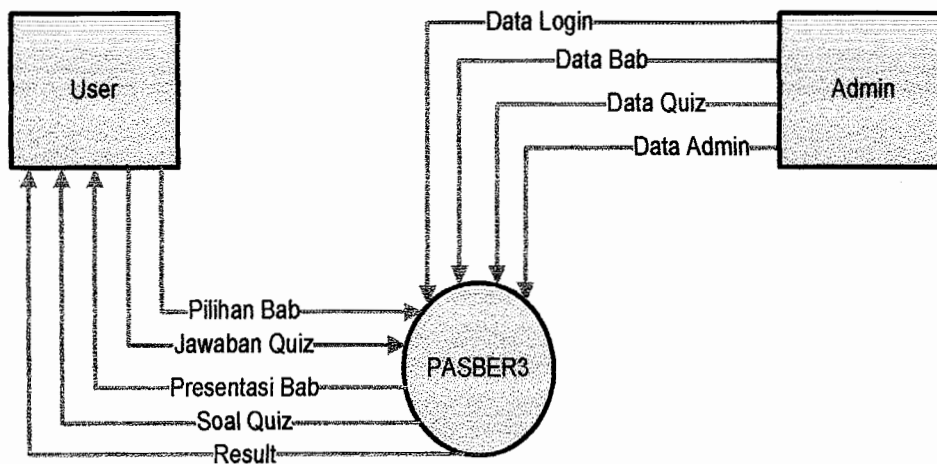 Data Login
Data Bab
User
Admin
Data Quiz
Data Admin
Pilihan Bab
Jawaban Quiz
PASBER3
Presentasi Bab
Soal Quiz
Result